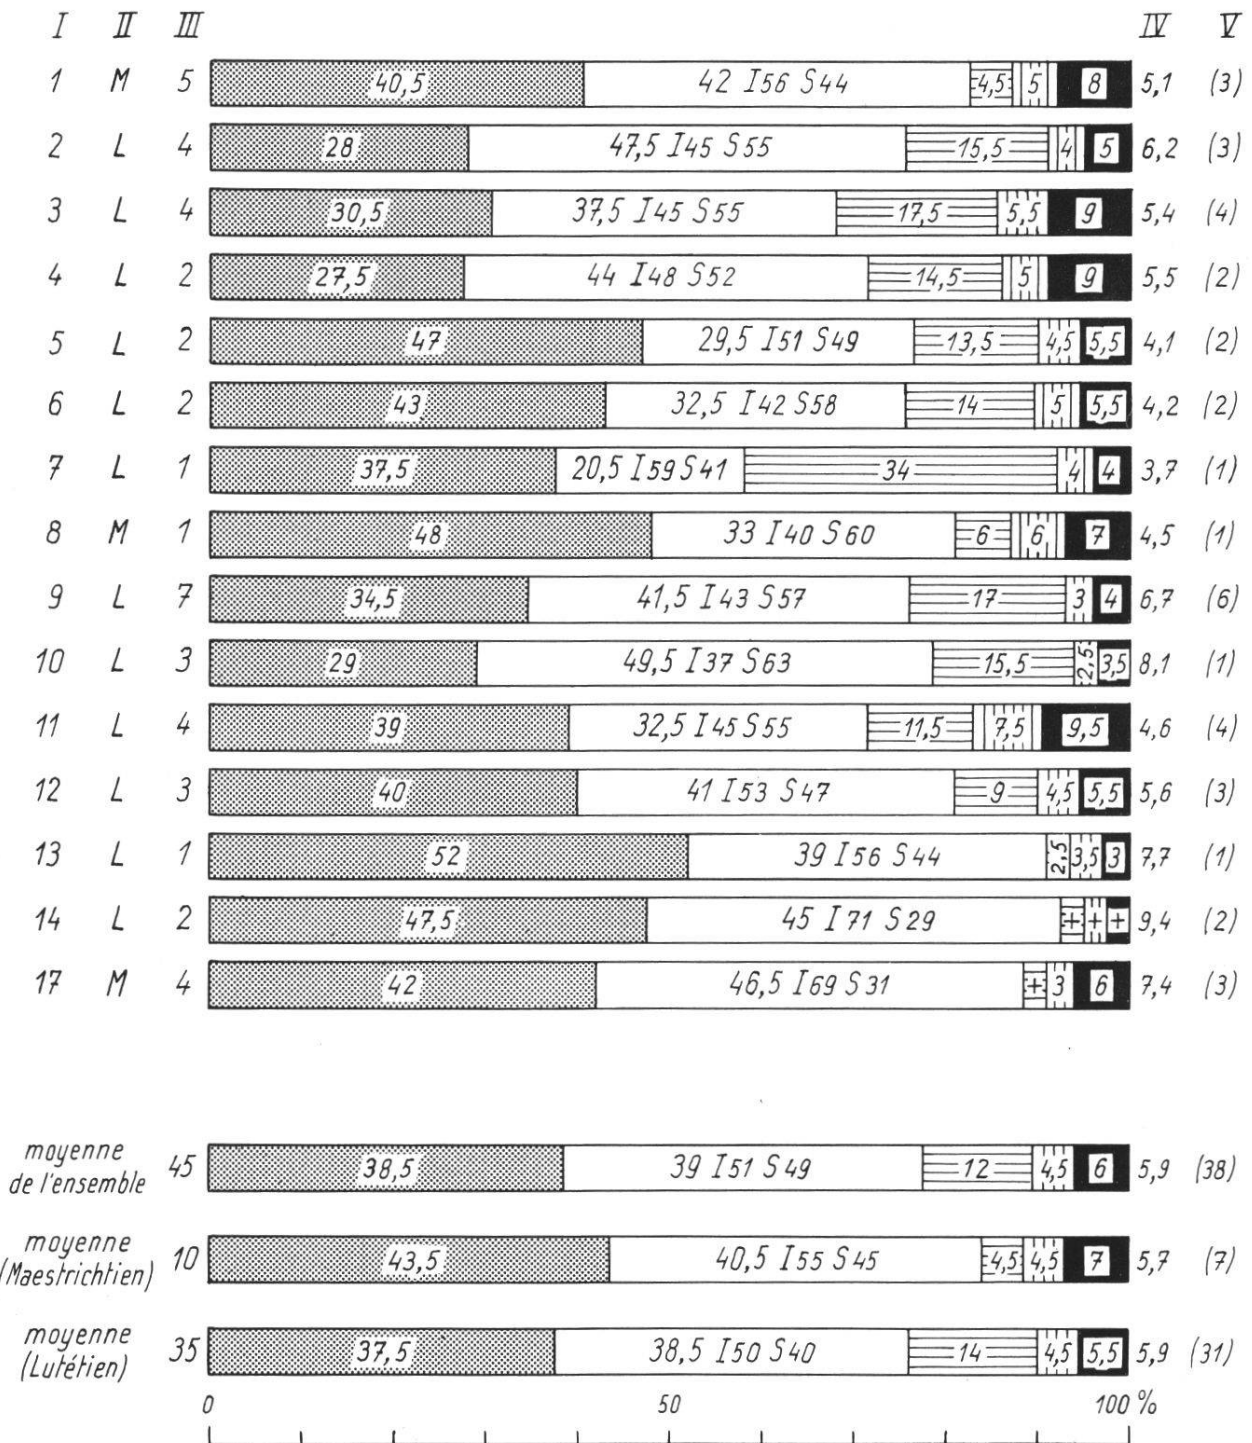 I II III IV V
1 M 5 40,5 42 I56 S44 4,5 5 8 5,1 (3)
2 L 4 28 47,5 I45 S55 15,5 4 5 6,2 (3)
3 L 4 30,5 37,5 I45 S55 17,5 5,5 9 5,4 (4)
4 L 2 27,5 44 I48 S52 14,5 5 9 5,5 (2)
5 L 2 47 29,5 I51 S49 13,5 4,5 5,5 4,1 (2)
6 L 2 43 32,5 I42 S58 14 5 5,5 4,2 (2)
7 L 1 37,5 20,5 I59 S41 34 4 4 3,7 (1)
8 M 1 48 33 I40 S60 6 6 7 4,5 (1)
9 L 7 34,5 41,5 I43 S57 17 3 4 6,7 (6)
10 L 3 29 49,5 I37 S63 15,5 2,5 3,5 8,1 (1)
11 L 4 39 32,5 I45 S55 11,5 7,5 9,5 4,6 (4)
12 L 3 40 41 I53 S47 9 4,5 5,5 5,6 (3)
13 L 1 52 39 I56 S44 2,5 3,5 3 7,7 (1)
14 L 2 47,5 45 I71 S29 + + + 9,4 (2)
17 M 4 42 46,5 I69 S31 + 3 6 7,4 (3)
moyenne
de l'ensemble 45 38,5 39 I51 S49 12 4,5 6 5,9 (38)
moyenne
(Maestrichtien) 10 43,5 40,5 I55 S45 4,5 4,5 7 5,7 (7)
moyenne
(Lutétien) 35 37,5 38,5 I50 S40 14 4,5 5,5 5,9 (31)
0 50 100 %